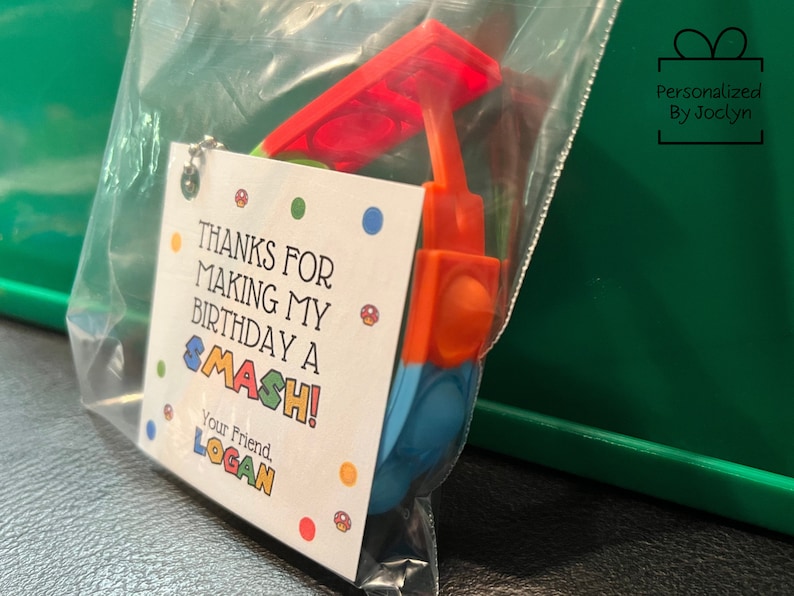 Personalized
By Joclyn
THANKS FOR
MAKING MY
BIRTHDAY A
SMASH!
Your Friend,
LOGAN